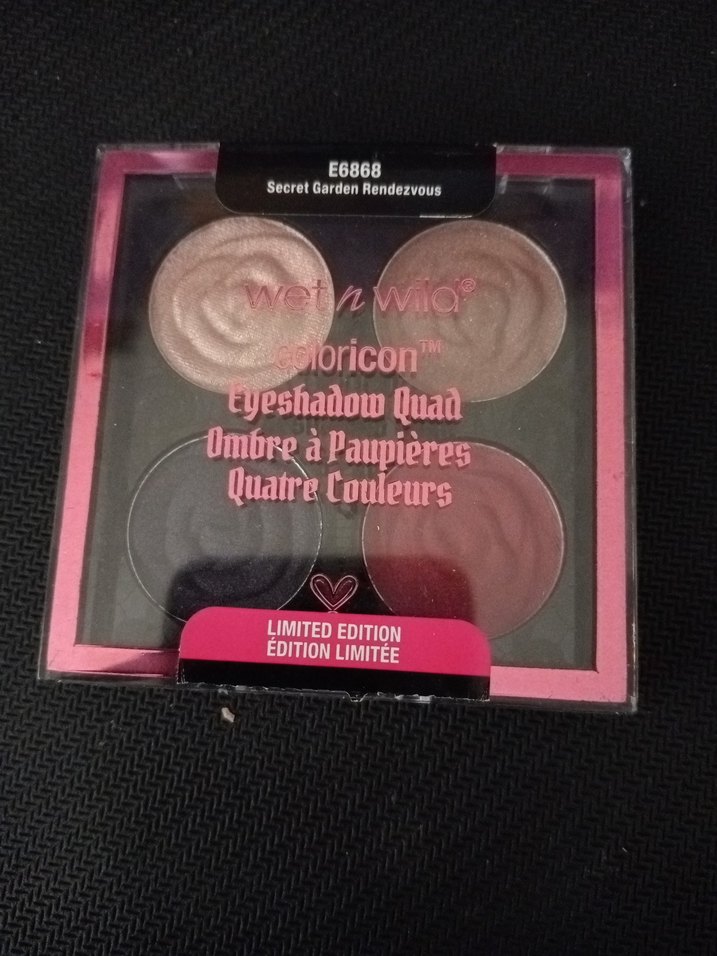 E6868
Secret Garden Rendezvous
wet n wild®
coloricon™
Eyeshadow Quad
Ombre à Paupières
Quatre Couleurs
LIMITED EDITION
ÉDITION LIMITÉE